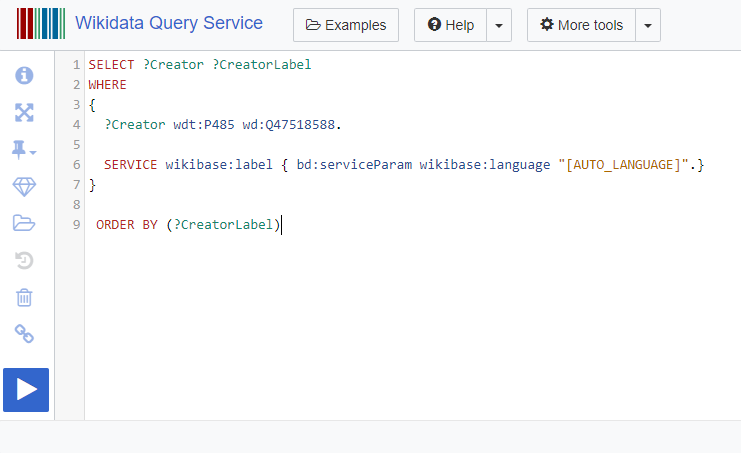 Wikidata Query Service Examples Help More tools
1 SELECT ?Creator ?CreatorLabel
2 WHERE
3 {
4 ?Creator wdt:P485 wd:Q47518588.
5
6 SERVICE wikibase:label { bd:serviceParam wikibase:language "[AUTO_LANGUAGE]".}
7 }
8
9 ORDER BY (?CreatorLabel)